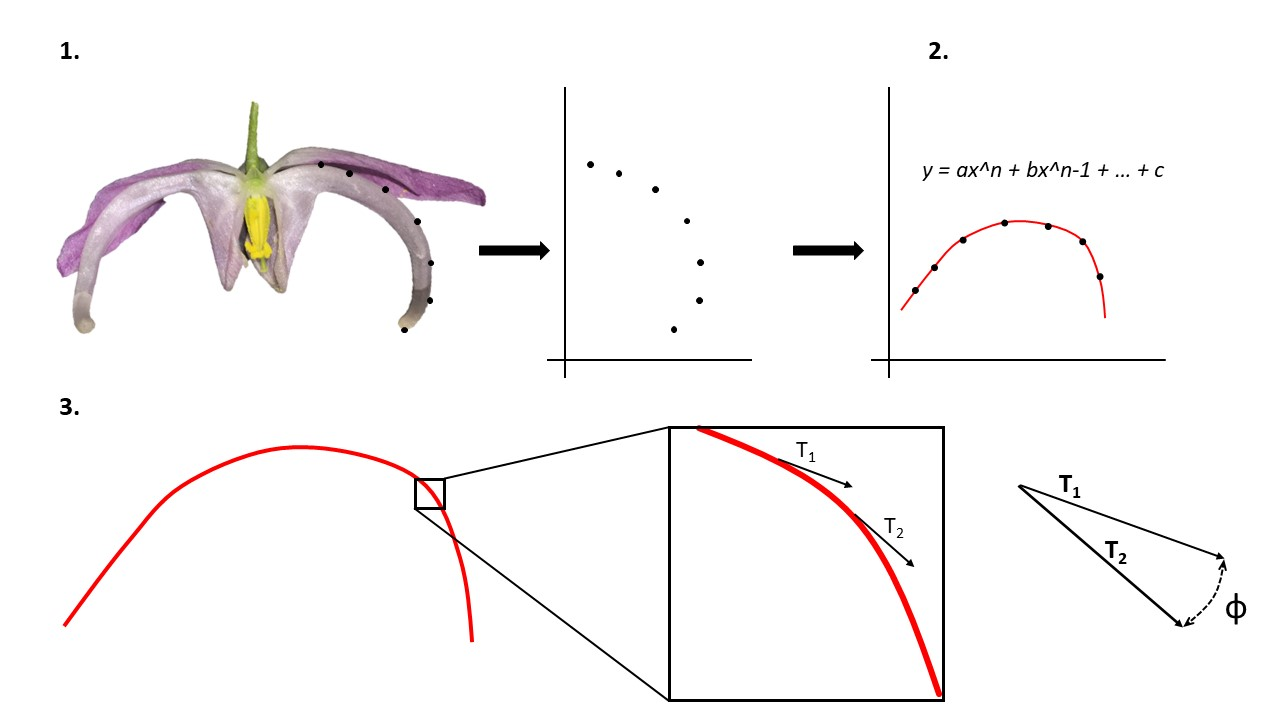 1.
2.
y = ax^n + bx^n-1 + ... + c
3.
T₁
T₂
T₁
T₂
ϕ